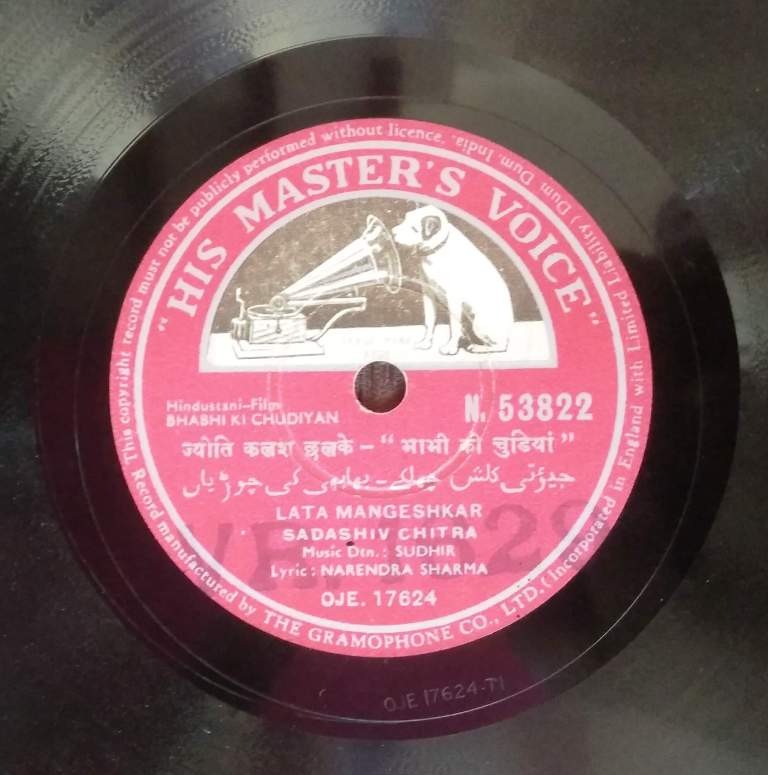 This copyright record must not be publicly performed without licence. Record manufactured by THE GRAMOPHONE CO., LTD. (Incorporated in England with Limited Liability) Dum Dum, India.
"HIS MASTER'S VOICE"
Hindustani-Film
BHABHI KI CHUDIYAN
N. 53822
ज्योति कलश छलके - "भाभी की चुडियां"
جیؤتی کلش چھلکے - بھابھی کی چوڑیاں
LATA MANGESHKAR
SADASHIV CHITRA
Music Dtn.: SUDHIR
Lyric: NARENDRA SHARMA
OJE. 17624
OJE 17624-T1